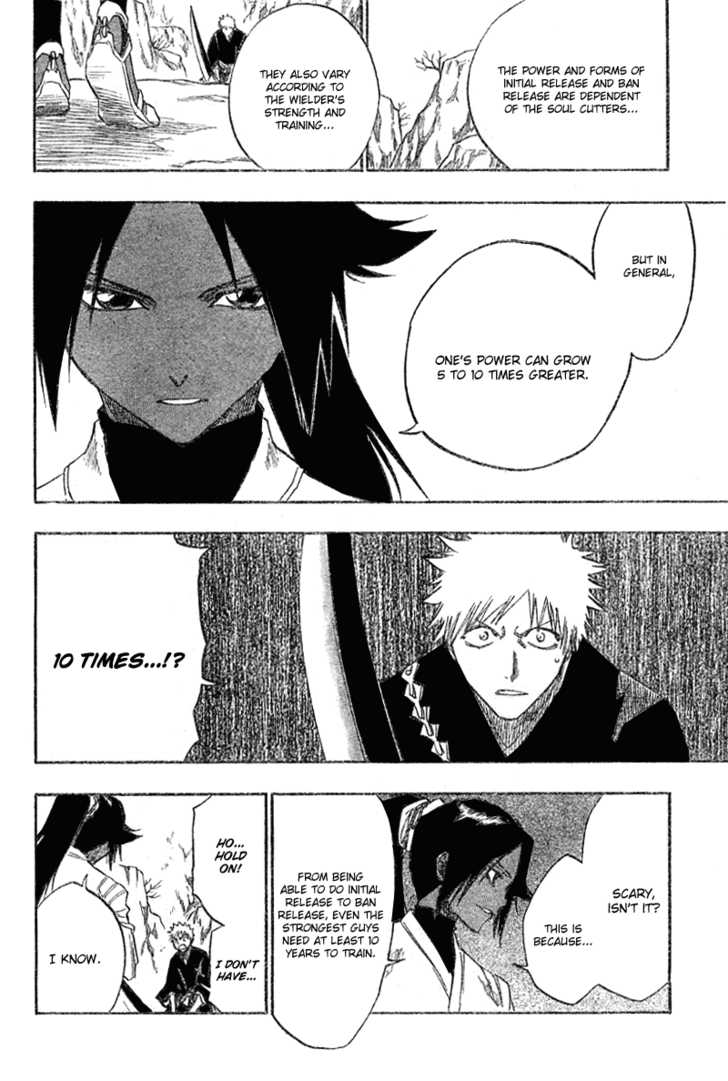 THE POWER AND FORMS OF
INITIAL RELEASE AND BAN
RELEASE ARE DEPENDENT
OF THE SOUL CUTTERS...
THEY ALSO VARY
ACCORDING TO
THE WIELDER'S
STRENGTH AND
TRAINING...
BUT IN
GENERAL,
ONE'S POWER CAN GROW
5 TO 10 TIMES GREATER.
10 TIMES...!?
SCARY,
ISN'T IT?
THIS IS
BECAUSE...
FROM BEING
ABLE TO DO INITIAL
RELEASE TO BAN
RELEASE, EVEN THE
STRONGEST GUYS
NEED AT LEAST 10
YEARS TO TRAIN.
HO...
HOLD
ON!
I DON'T
HAVE...
I KNOW.